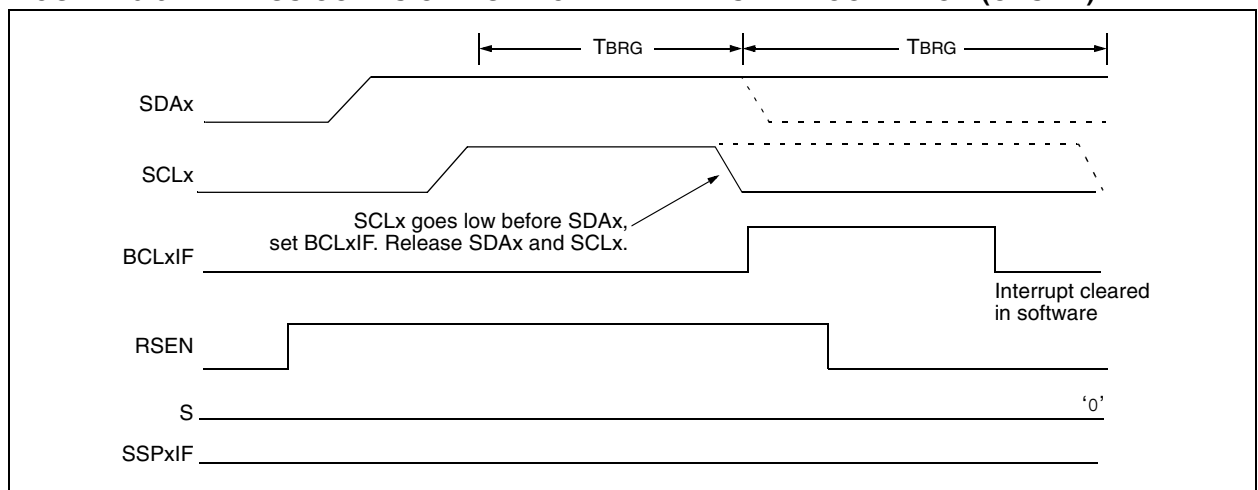 TBRG TBRG
SDAx
SCLx
SCLx goes low before SDAx,
set BCLxIF. Release SDAx and SCLx.
BCLxIF
Interrupt cleared
in software
RSEN
S ‘0’
SSPxIF